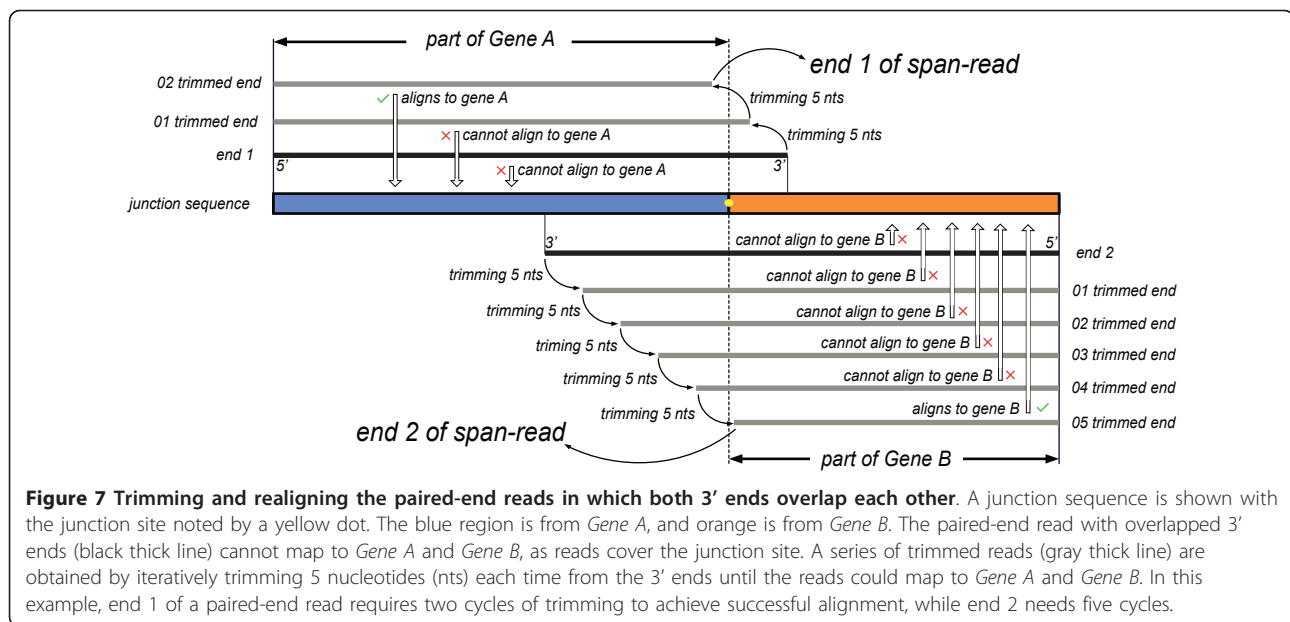 part of Gene A
02 trimmed end
end 1 of span-read
✓ aligns to gene A
trimming 5 nts
01 trimmed end
× cannot align to gene A
trimming 5 nts
end 1
5’
3’
× cannot align to gene A
junction sequence
3’
cannot align to gene B ×
5’
end 2
trimming 5 nts
cannot align to gene B ×
01 trimmed end
trimming 5 nts
cannot align to gene B ×
02 trimmed end
triming 5 nts
cannot align to gene B ×
03 trimmed end
trimming 5 nts
cannot align to gene B ×
04 trimmed end
trimming 5 nts
aligns to gene B ✓
05 trimmed end
end 2 of span-read
part of Gene B
Figure 7 Trimming and realigning the paired-end reads in which both 3’ ends overlap each other. A junction sequence is shown with
the junction site noted by a yellow dot. The blue region is from Gene A, and orange is from Gene B. The paired-end read with overlapped 3’
ends (black thick line) cannot map to Gene A and Gene B, as reads cover the junction site. A series of trimmed reads (gray thick line) are
obtained by iteratively trimming 5 nucleotides (nts) each time from the 3’ ends until the reads could map to Gene A and Gene B. In this
example, end 1 of a paired-end read requires two cycles of trimming to achieve successful alignment, while end 2 needs five cycles.